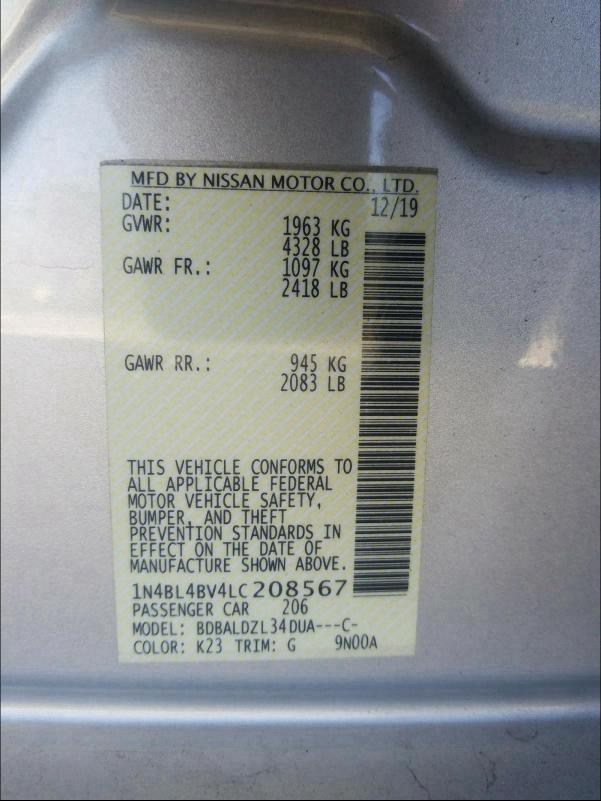 MFD BY NISSAN MOTOR CO., LTD.
DATE: 12/19
GVWR: 1963 KG
4328 LB
GAWR FR.: 1097 KG
2418 LB
GAWR RR.: 945 KG
2083 LB
THIS VEHICLE CONFORMS TO
ALL APPLICABLE FEDERAL
MOTOR VEHICLE SAFETY,
BUMPER, AND THEFT
PREVENTION STANDARDS IN
EFFECT ON THE DATE OF
MANUFACTURE SHOWN ABOVE.
1N4BL4BV4LC208567
PASSENGER CAR 206
MODEL: BDBALDZL34DUA---C-
COLOR: K23 TRIM: G 9N00A